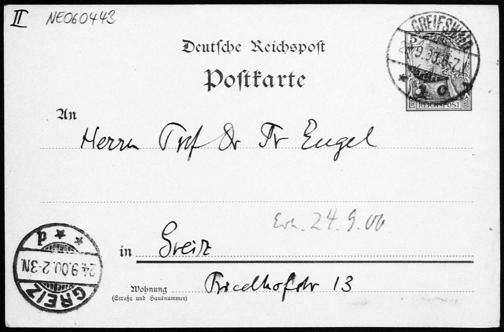 II NE060443
GREIFSWALD
Deutsche Reichspost
Postkarte
REICHSPOST
An
Herrn Prof Dr Fr Engel
Erh. 24.9.00
in Greiz
GREIZ
24.9.00.2-3N.
Wohnung Friedhofstr 13
(Straße und Hausnummer)